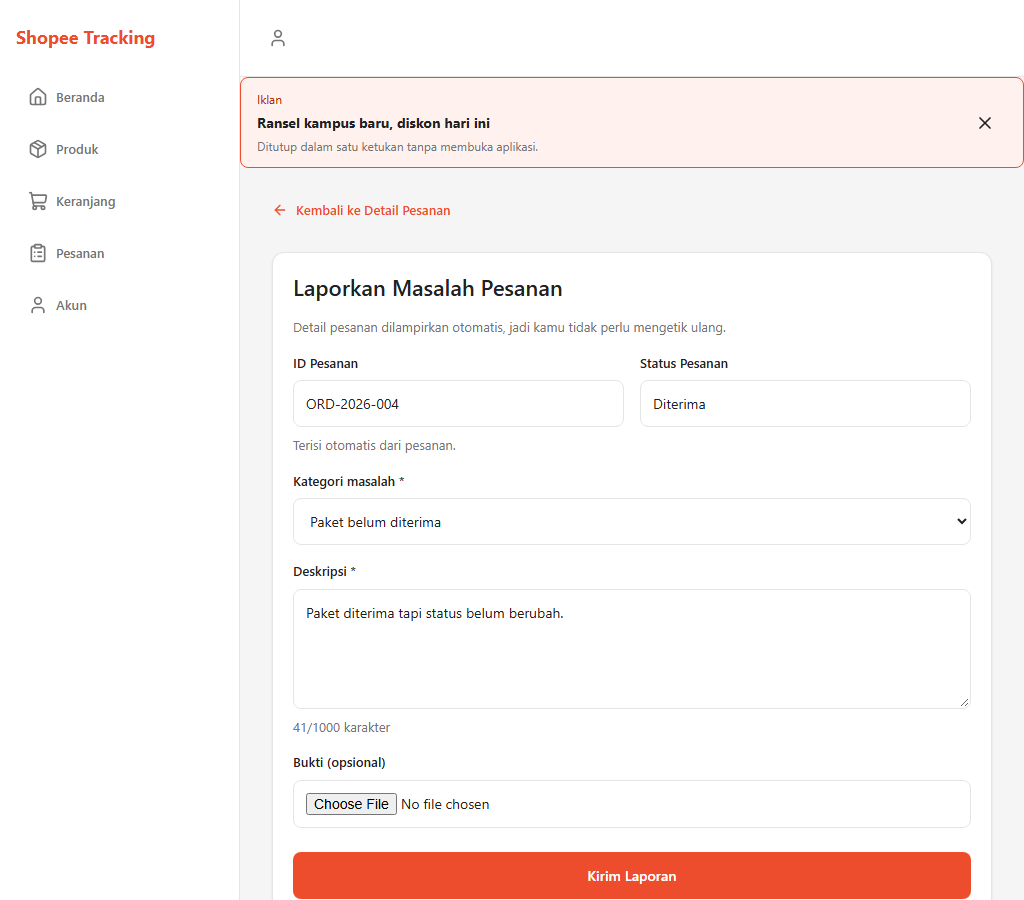 Shopee Tracking
Beranda
Produk
Keranjang
Pesanan
Akun
Iklan
Ransel kampus baru, diskon hari ini
Ditutup dalam satu ketukan tanpa membuka aplikasi.
Kembali ke Detail Pesanan
Laporkan Masalah Pesanan
Detail pesanan dilampirkan otomatis, jadi kamu tidak perlu mengetik ulang.
ID Pesanan
Status Pesanan
ORD-2026-004
Diterima
Terisi otomatis dari pesanan.
Kategori masalah *
Paket belum diterima
Deskripsi *
Paket diterima tapi status belum berubah.
41/1000 karakter
Bukti (opsional)
Choose File No file chosen
Kirim Laporan